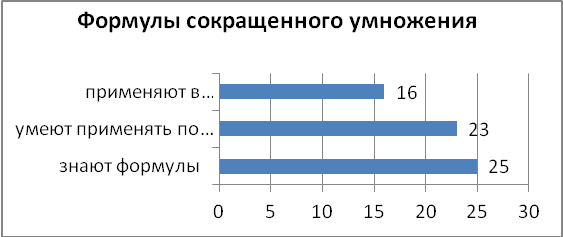 Формулы сокращенного умножения
применяют в... 16
умеют применять по... 23
знают формулы 25
0 5 10 15 20 25 30